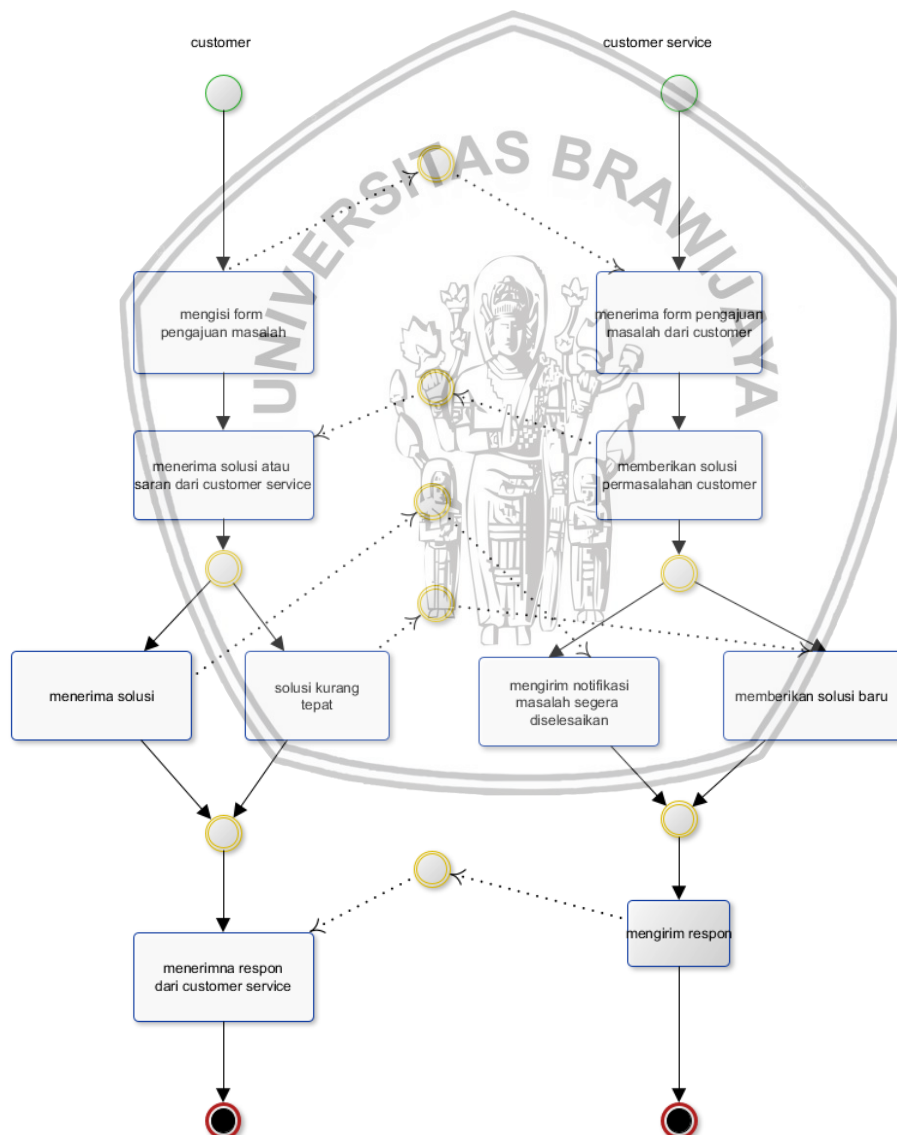 customer
customer service
UNIVERSITAS BRAWIJAYA
mengisi form
pengajuan masalah
menerima form pengajuan
masalah dari customer
menerima solusi atau
saran dari customer service
memberikan solusi
permasalahan customer
menerima solusi
solusi kurang
tepat
mengirim notifikasi
masalah segera
diselesaikan
memberikan solusi baru
mengirim respon
menerimna respon
dari customer service